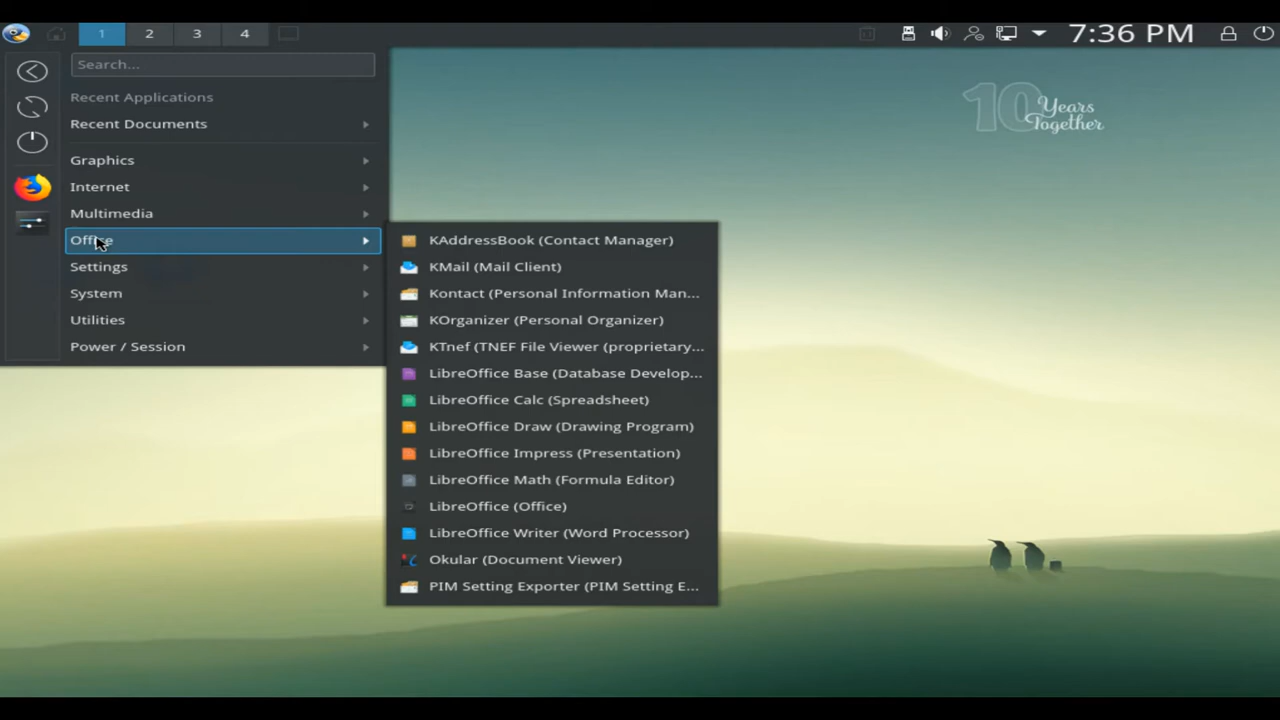 1 2 3 4 7:36 PM
Search...
Recent Applications
Recent Documents
Graphics
Internet
Multimedia
Office
Settings
System
Utilities
Power / Session
KAddressBook (Contact Manager)
KMail (Mail Client)
Kontact (Personal Information Man...
KOrganizer (Personal Organizer)
KTnef (TNEF File Viewer (proprietary...
LibreOffice Base (Database Develop...
LibreOffice Calc (Spreadsheet)
LibreOffice Draw (Drawing Program)
LibreOffice Impress (Presentation)
LibreOffice Math (Formula Editor)
LibreOffice (Office)
LibreOffice Writer (Word Processor)
Okular (Document Viewer)
PIM Setting Exporter (PIM Setting E...
10 Years
Together